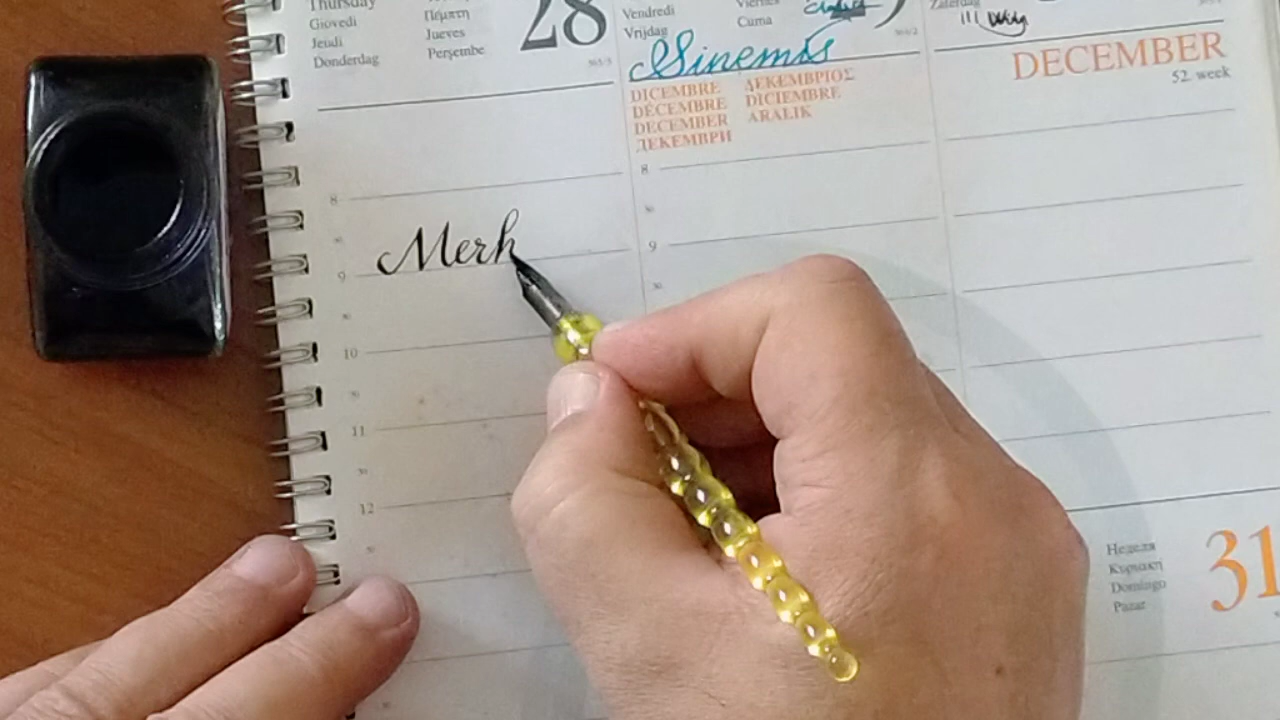 Thursday
Giovedi
Jeudi
Donderdag
Πέμπτη
Jueves
Perşembe
28
Vendredi
Vrijdag
Viernes
Cuma
Zaterdag
Sinemis
DICEMBRE
DÉCEMBRE
DECEMBER
ДЕКЕМВРИ
ΔΕΚΕΜΒΡΙΟΣ
DICIEMBRE
ARALIK
DECEMBER
52. week
8
9
10
11
12
8
9
Merh
Неделя
Κυριακή
Domingo
Pazar
31